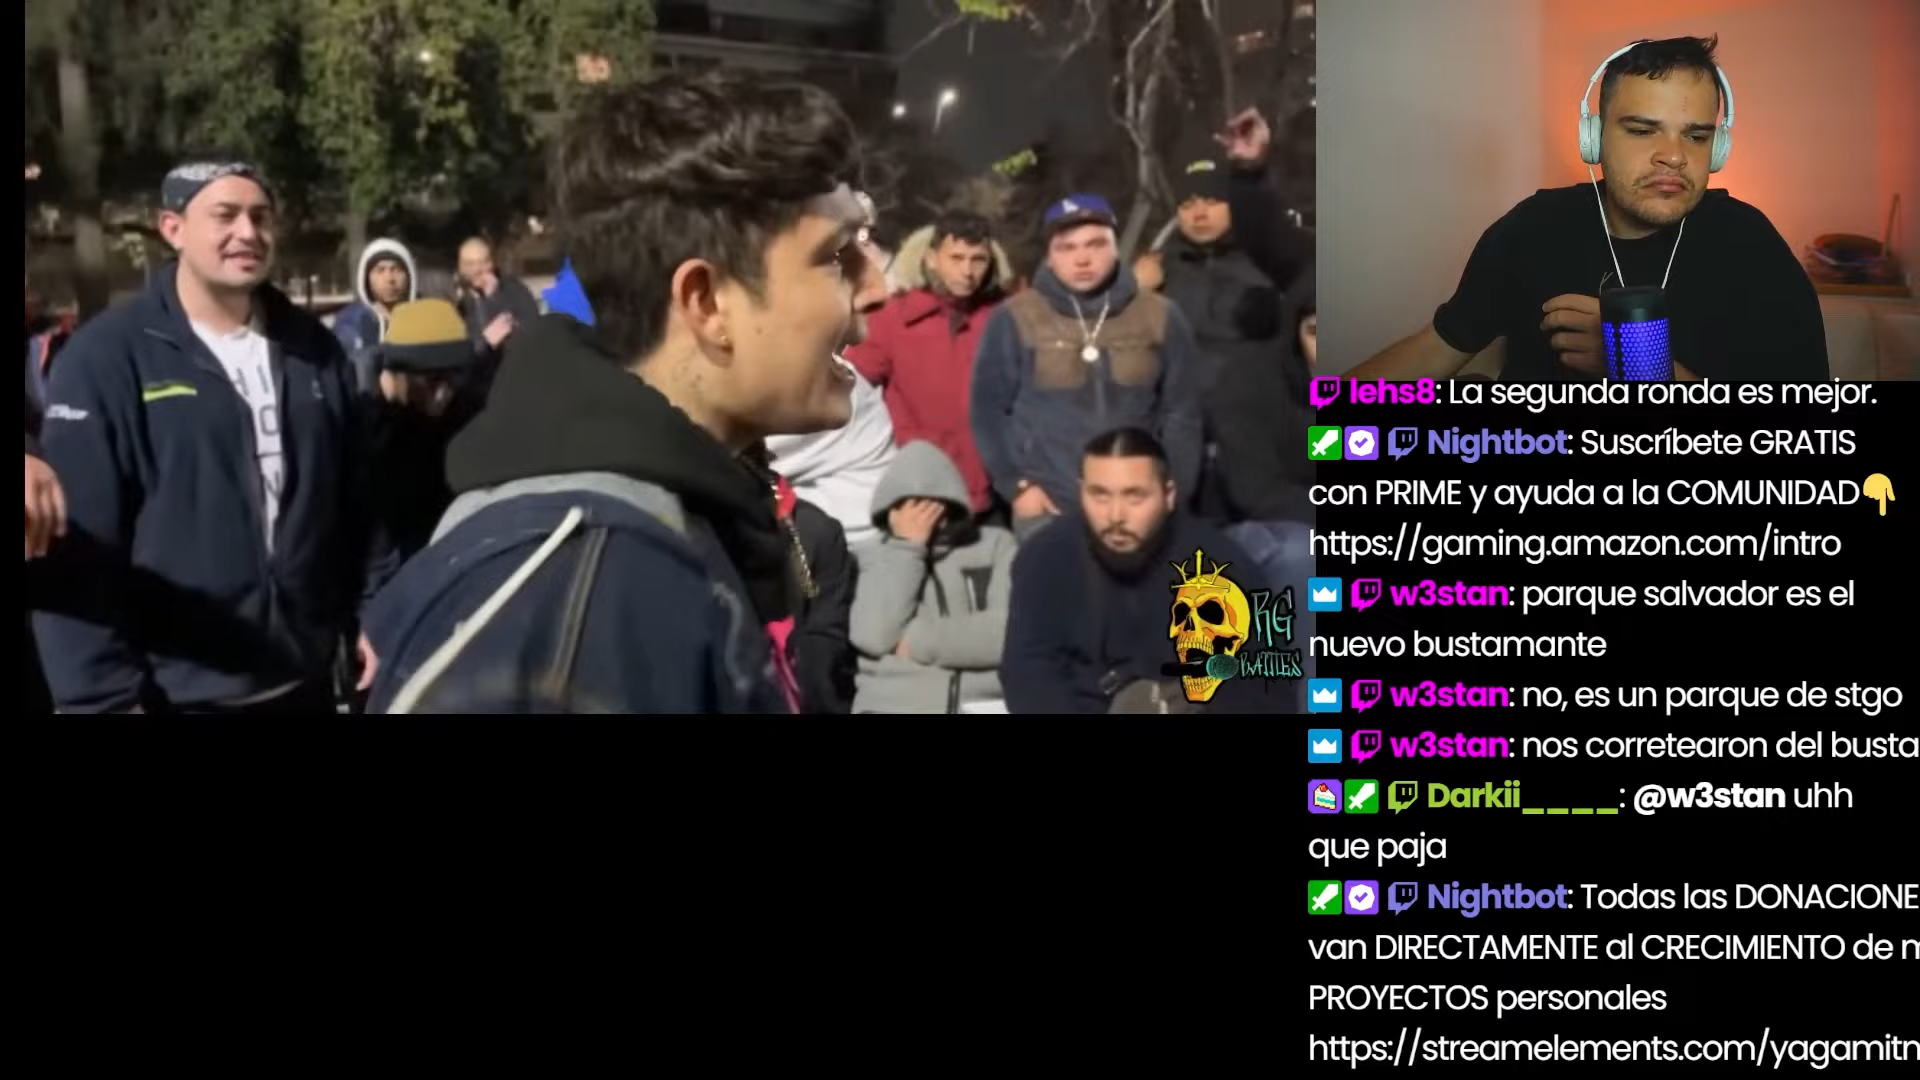 RG
BATTLES
lehs8: La segunda ronda es mejor.
Nightbot: Suscríbete GRATIS
con PRIME y ayuda a la COMUNIDAD👇
https://gaming.amazon.com/intro
w3stan: parque salvador es el
nuevo bustamante
w3stan: no, es un parque de stgo
w3stan: nos corretearon del busta
Darkii____: @w3stan uhh
que paja
Nightbot: Todas las DONACIONE
van DIRECTAMENTE al CRECIMIENTO de m
PROYECTOS personales
https://streamelements.com/yagamitn